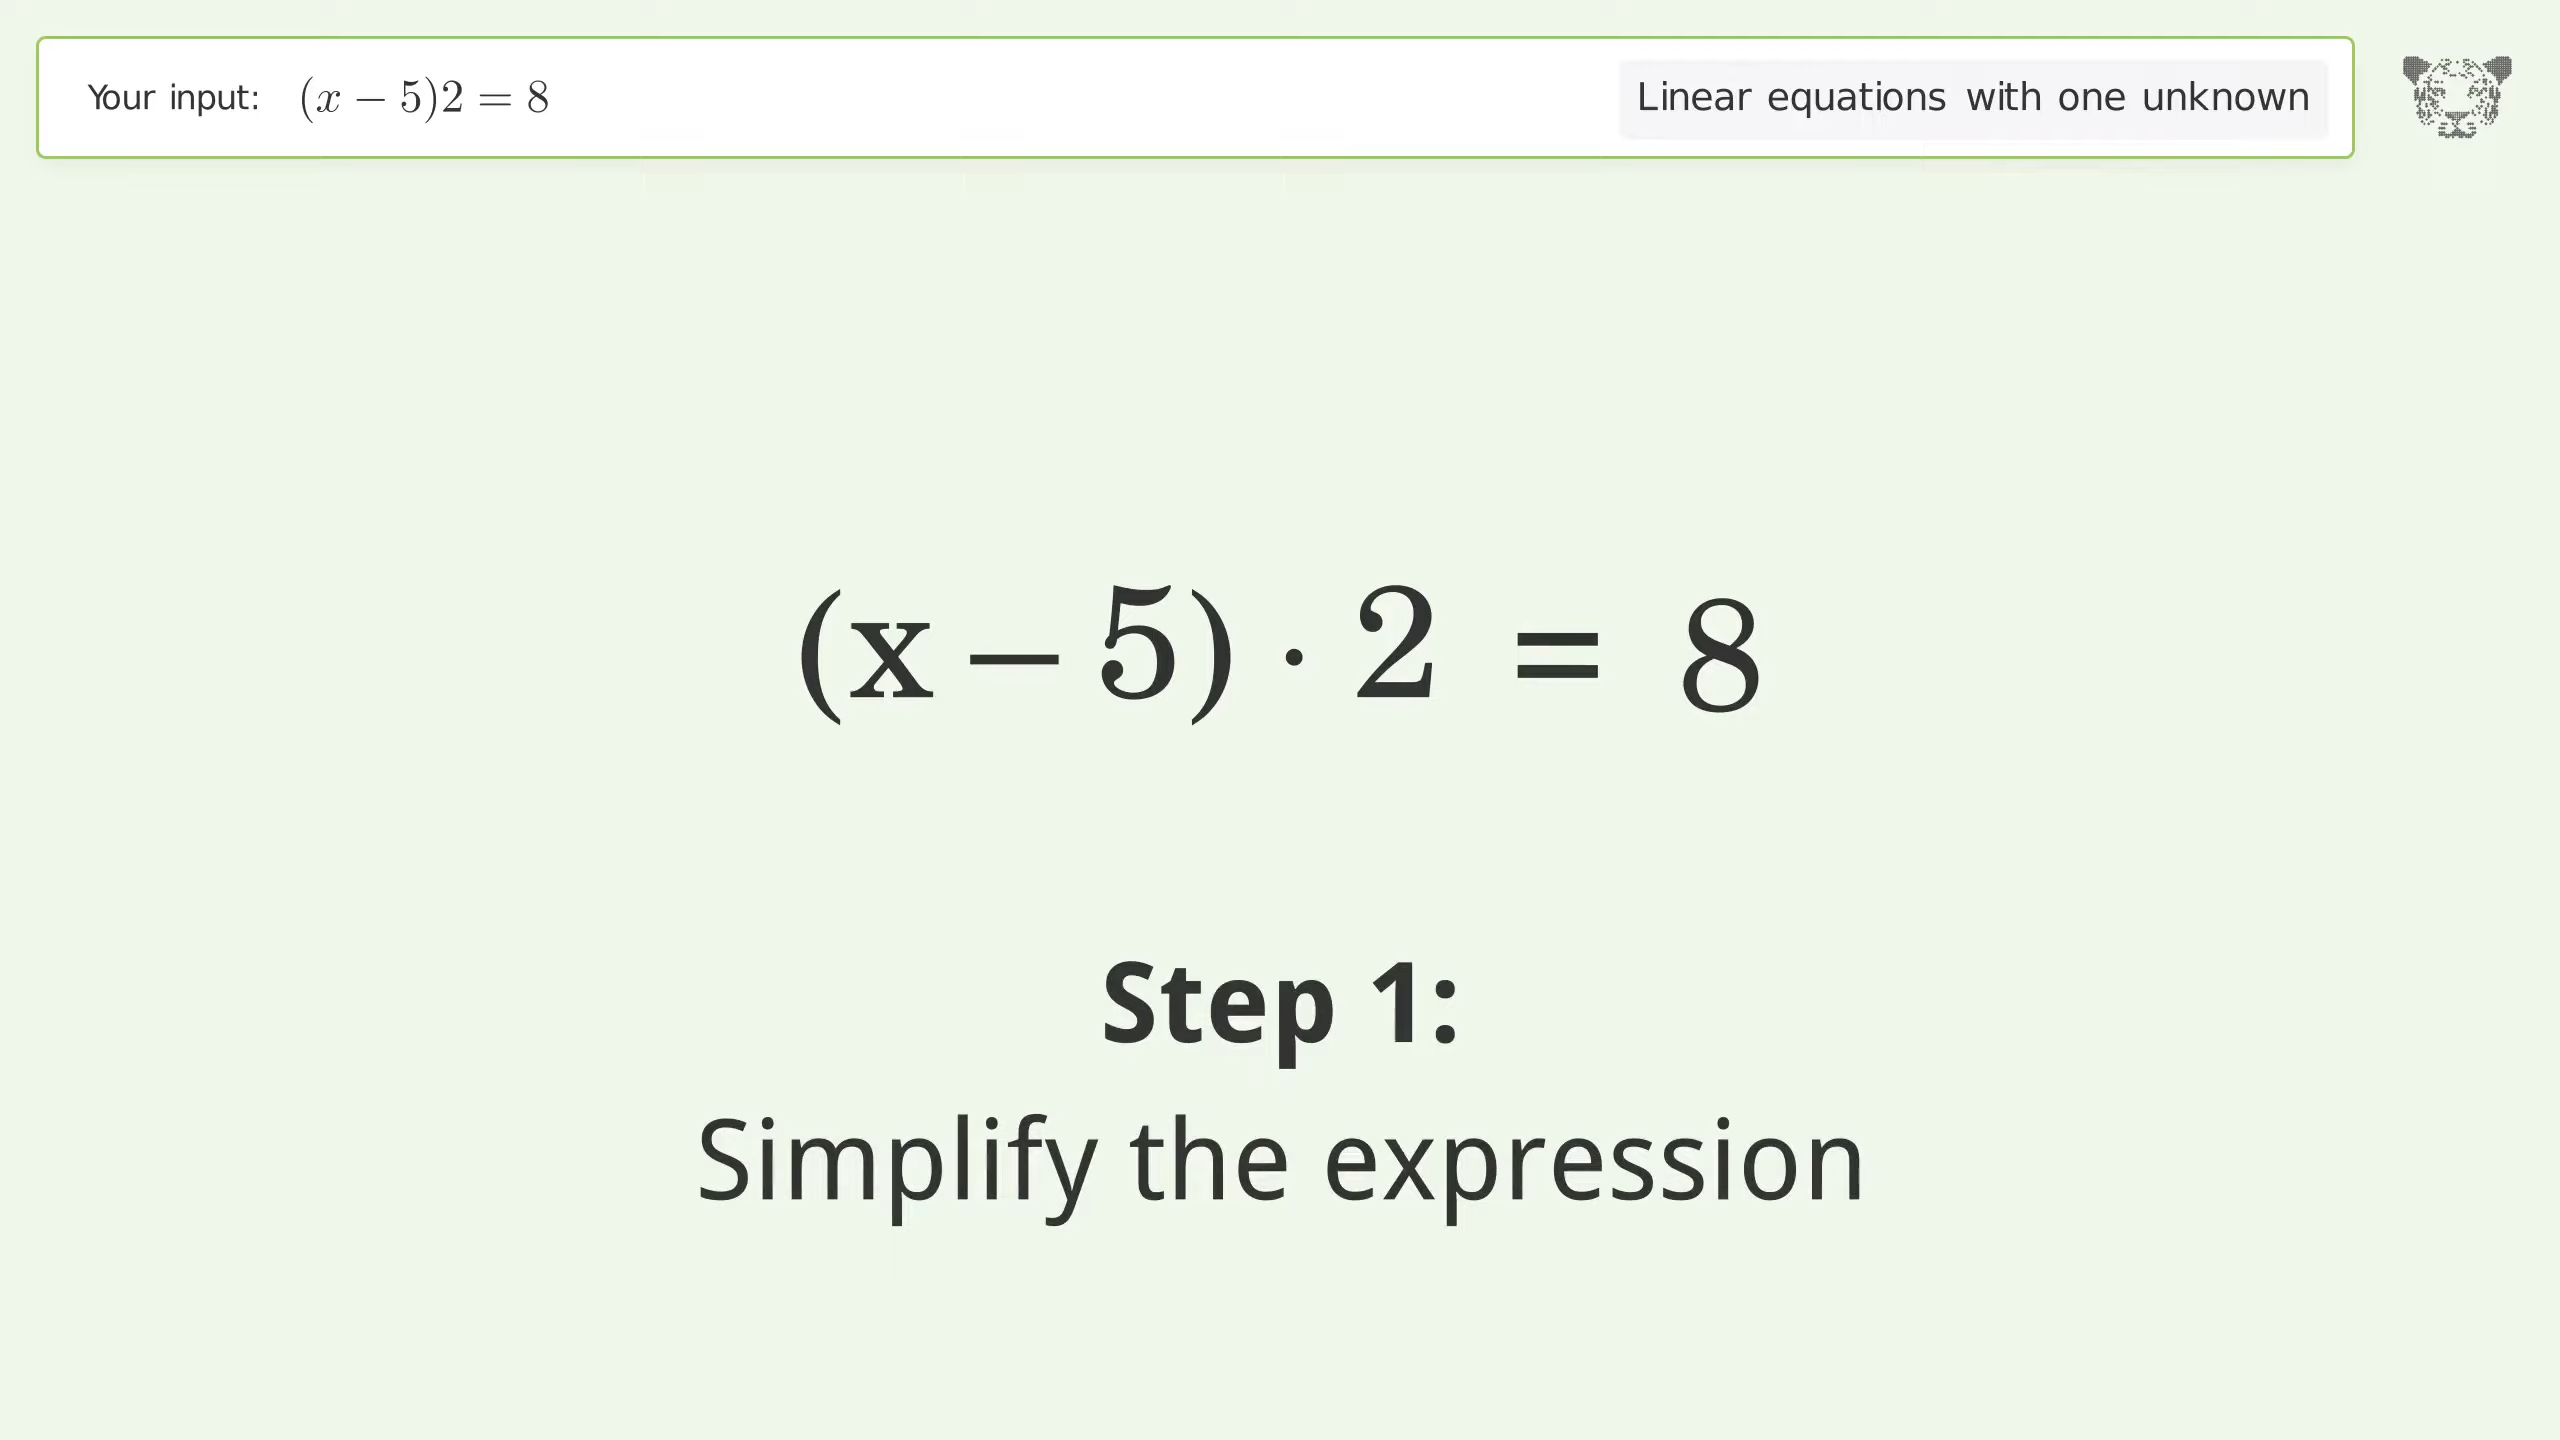 Your input: (x − 5)2 = 8
Linear equations with one unknown
(x − 5) · 2 = 8
Step 1:
Simplify the expression